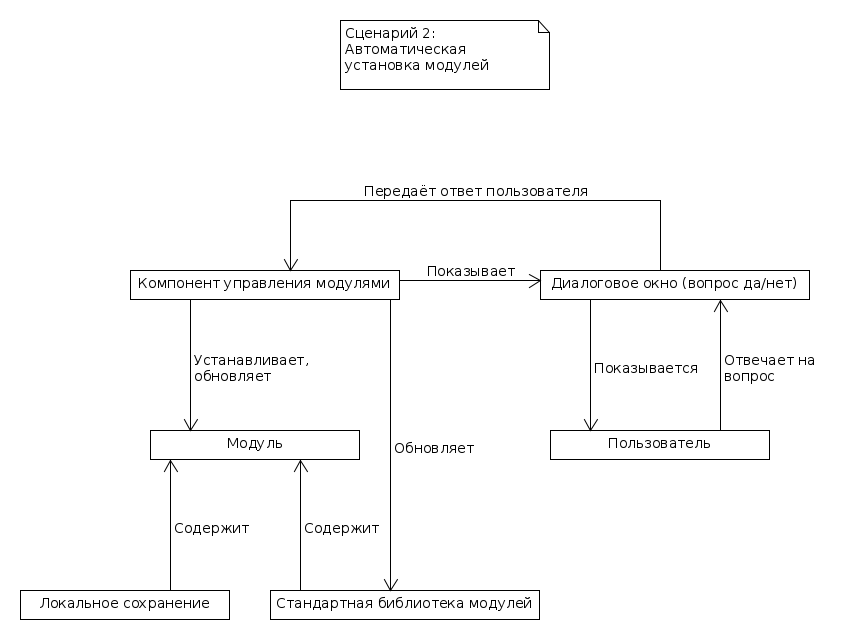 Сценарий 2:
Автоматическая
установка модулей
Передаёт ответ пользователя
Компонент управления модулями
Показывает
Диалоговое окно (вопрос да/нет)
Устанавливает,
обновляет
Показывается
Отвечает на
вопрос
Модуль
Обновляет
Пользователь
Содержит
Содержит
Локальное сохранение
Стандартная библиотека модулей